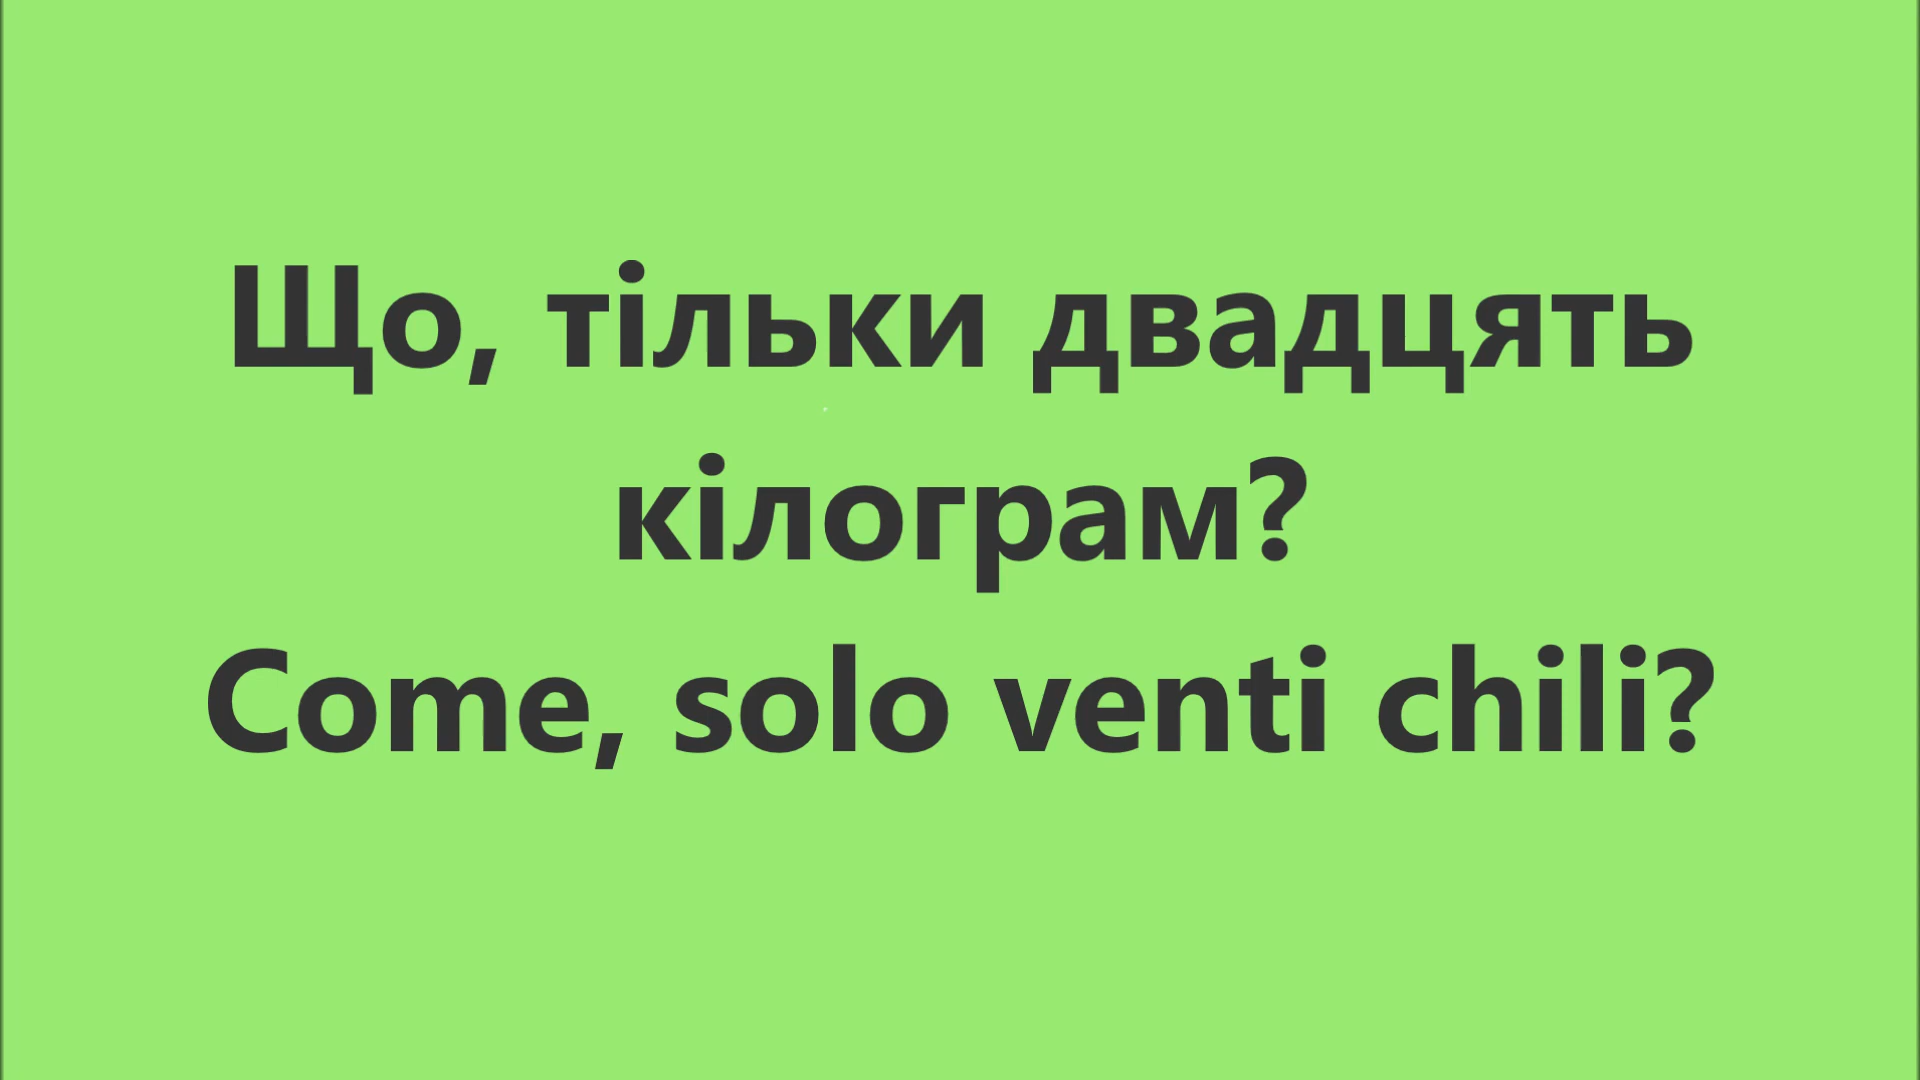 Що, тільки двадцять
кілограм?
Come, solo venti chili?